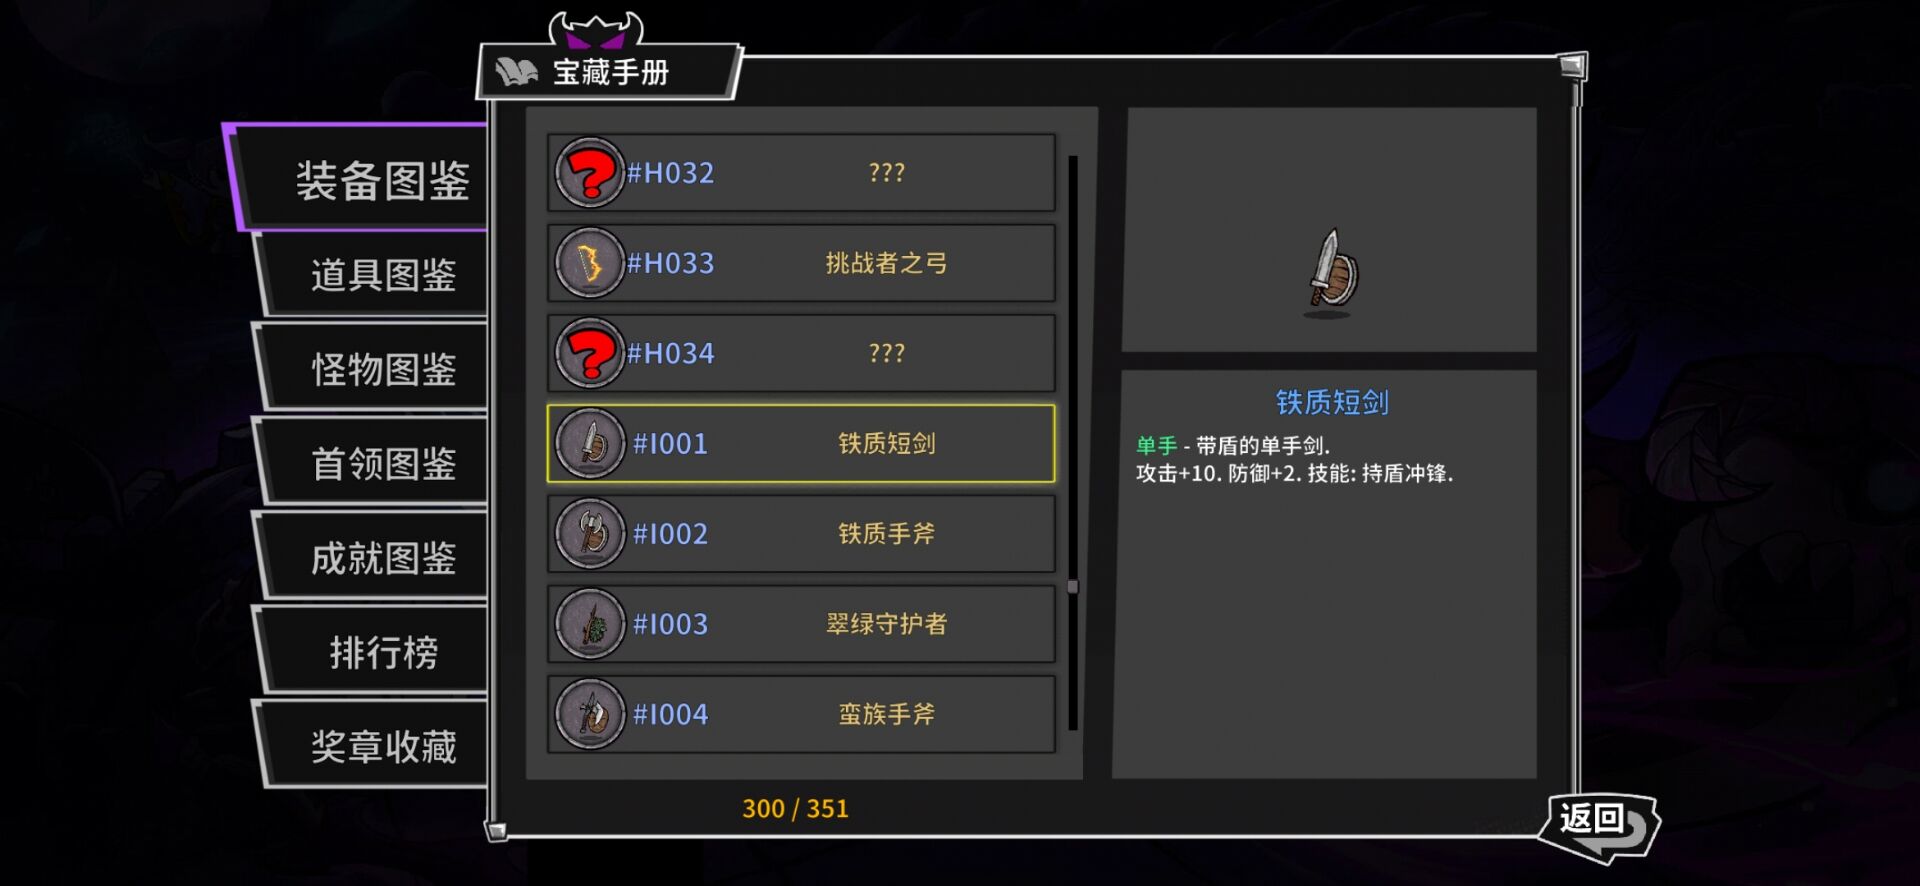 宝藏手册
装备图鉴
道具图鉴
怪物图鉴
首领图鉴
成就图鉴
排行榜
奖章收藏
#H032 ???
#H033 挑战者之弓
#H034 ???
#I001 铁质短剑
#I002 铁质手斧
#I003 翠绿守护者
#I004 蛮族手斧
300 / 351
铁质短剑
单手 - 带盾的单手剑.
攻击+10. 防御+2. 技能: 持盾冲锋.
返回